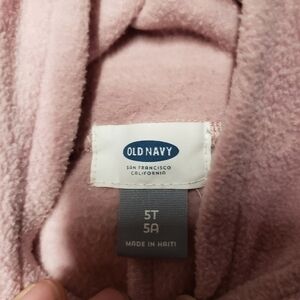 OLD NAVY
SAN FRANCISCO
CALIFORNIA
5T
5A
MADE IN HAITI